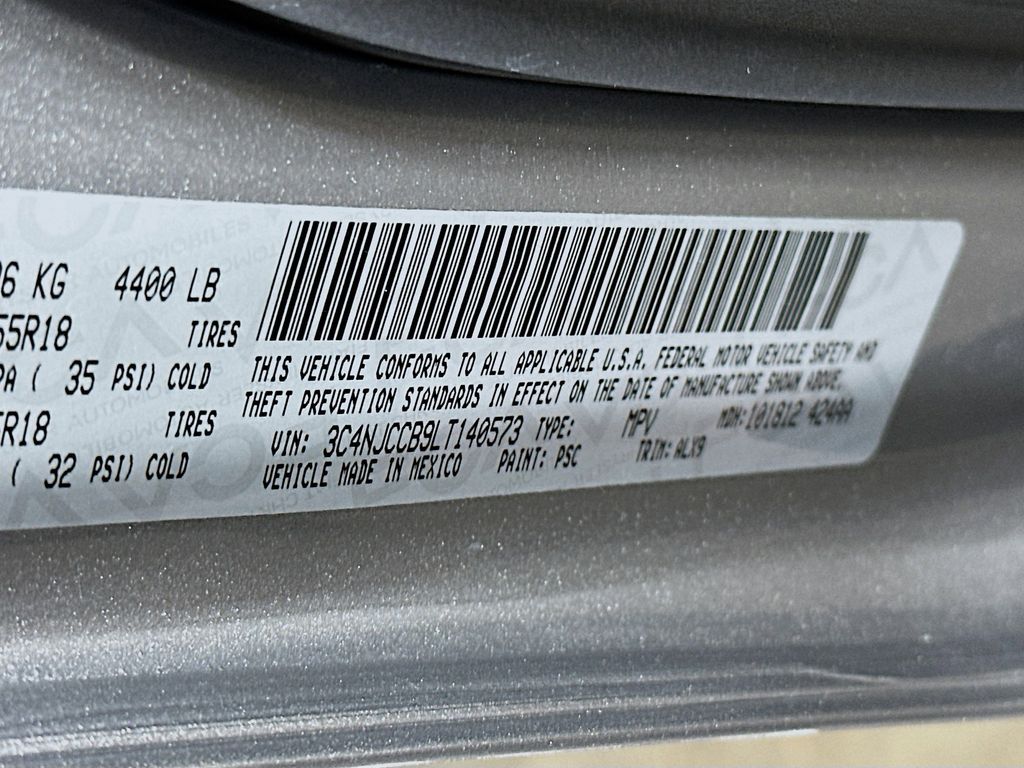 6 KG 4400 LB
55R18 TIRES
PA ( 35 PSI) COLD
R18 TIRES
( 32 PSI) COLD
THIS VEHICLE CONFORMS TO ALL APPLICABLE U.S.A. FEDERAL MOTOR VEHICLE SAFETY AND
THEFT PREVENTION STANDARDS IN EFFECT ON THE DATE OF MANUFACTURE SHOWN ABOVE.
VIN: 3C4NJCCB9LT140573 TYPE: MPV MDH:101812 424AA
VEHICLE MADE IN MEXICO PAINT: PSC TRIM: ALX9